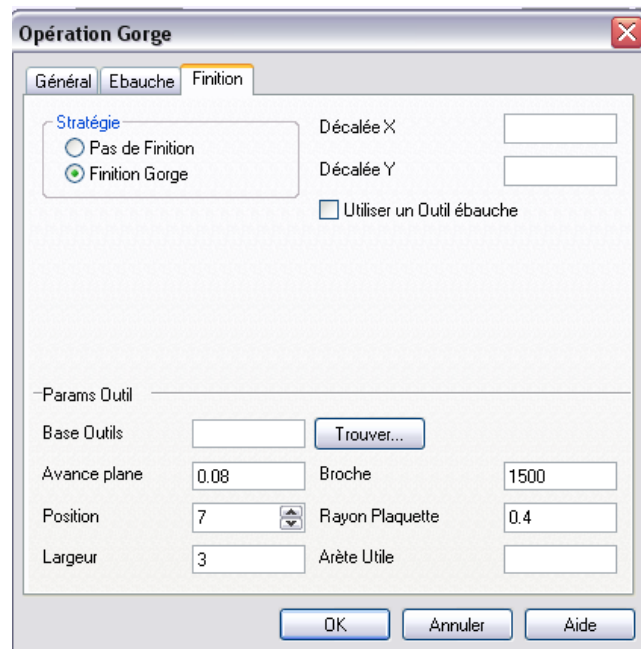 Opération Gorge
Général Ebauche Finition
Stratégie
Pas de Finition
Finition Gorge
Décalée X
Décalée Y
Utiliser un Outil ébauche
Params Outil
Base Outils Trouver...
Avance plane 0.08 Broche 1500
Position 7 Rayon Plaquette 0.4
Largeur 3 Arète Utile
OK Annuler Aide